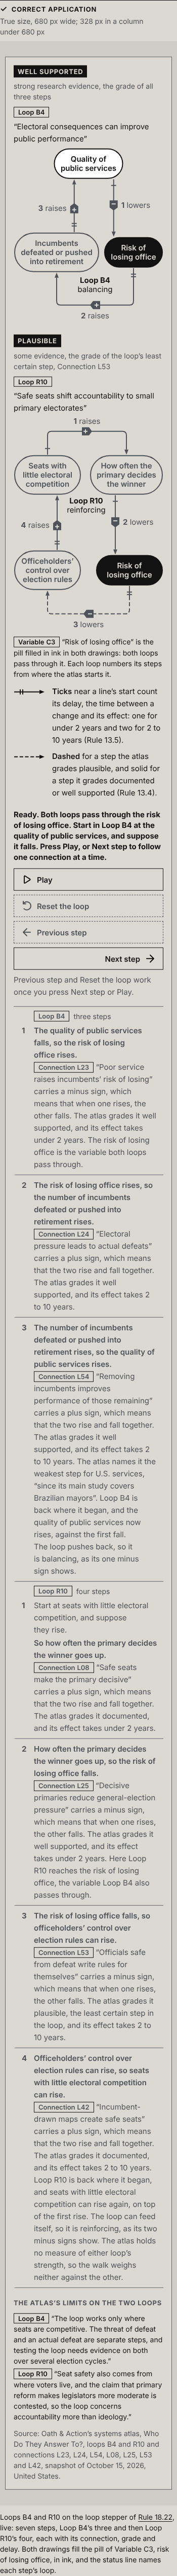 ✓ CORRECT APPLICATION
True size, 680 px wide; 328 px in a column
under 680 px
WELL SUPPORTED
strong research evidence, the grade of all
three steps
Loop B4
“Electoral consequences can improve
public performance”
Quality of
public services
3 raises
1 lowers
Incumbents
defeated or pushed
into retirement
Risk of
losing office
Loop B4
balancing
2 raises
PLAUSIBLE
some evidence, the grade of the loop’s least
certain step, Connection L53
Loop R10
“Safe seats shift accountability to small
primary electorates”
1 raises
Seats with
little electoral
competition
How often the
primary decides
the winner
Loop R10
reinforcing
4 raises
2 lowers
Officeholders’
control over
election rules
Risk of
losing office
3 lowers
Variable C3 “Risk of losing office” is the
pill filled in ink in both drawings: both loops
pass through it. Each loop numbers its steps
from where the atlas starts it.
Ticks near a line’s start count
its delay, the time between a
change and its effect: one for
under 2 years and two for 2 to
10 years (Rule 13.5).
Dashed for a step the atlas
grades plausible, and solid for
a step it grades documented
or well supported (Rule 13.4).
Ready. Both loops pass through the risk
of losing office. Start in Loop B4 at the
quality of public services, and suppose
it falls. Press Play, or Next step to follow
one connection at a time.
Play
Reset the loop
Previous step
Next step
Previous step and Reset the loop work
once you press Next step or Play.
Loop B4 three steps
1 The quality of public services
falls, so the risk of losing
office rises.
Connection L23 “Poor service
raises incumbents’ risk of losing”
carries a minus sign, which
means that when one rises, the
other falls. The atlas grades it well
supported, and its effect takes
under 2 years. The risk of losing
office is the variable both loops
pass through.
2 The risk of losing office rises, so
the number of incumbents
defeated or pushed into
retirement rises.
Connection L24 “Electoral
pressure leads to actual defeats”
carries a plus sign, which means
that the two rise and fall together.
The atlas grades it well
supported, and its effect takes 2
to 10 years.
3 The number of incumbents
defeated or pushed into
retirement rises, so the quality of
public services rises.
Connection L54 “Removing
incumbents improves
performance of those remaining”
carries a plus sign, which means
that the two rise and fall together.
The atlas grades it well
supported, and its effect takes 2
to 10 years. The atlas names it the
weakest step for U.S. services,
“since its main study covers
Brazilian mayors”. Loop B4 is
back where it began, and the
quality of public services now
rises, against the first fall.
The loop pushes back, so it
is balancing, as its one minus
sign shows.
Loop R10 four steps
1 Start at seats with little electoral
competition, and suppose
they rise.
So how often the primary decides
the winner goes up.
Connection L08 “Safe seats
make the primary decisive”
carries a plus sign, which means
that the two rise and fall together.
The atlas grades it documented,
and its effect takes under 2 years.
2 How often the primary decides
the winner goes up, so the risk of
losing office falls.
Connection L25 “Decisive
primaries reduce general-election
pressure” carries a minus sign,
which means that when one rises,
the other falls. The atlas grades it
well supported, and its effect
takes under 2 years. Here Loop
R10 reaches the risk of losing
office, the variable Loop B4 also
passes through.
3 The risk of losing office falls, so
officeholders’ control over
election rules rises.
Connection L53 “Officials safe
from defeat write rules for
themselves” carries a minus sign,
which means that when one rises,
the other falls. The atlas grades it
plausible, the least certain step in
the loop, and its effect takes 2 to
10 years.
4 Officeholders’ control over
election rules can rise, so seats
with little electoral competition
can rise.
Connection L42 “Incumbent-
drawn maps create safe seats”
carries a plus sign, which means
that the two rise and fall together.
The atlas grades it documented,
and its effect takes 2 to 10 years.
Loop R10 is back where it began,
and seats with little electoral
competition can rise again, on top
of the first rise. The loop can feed
itself, so it is reinforcing, as its two
minus signs show. The atlas holds
no measure of either loop’s
strength, so the walk weighs
neither against the other.
THE ATLAS’S LIMITS ON THE TWO LOOPS
Loop B4 “The loop works only where
seats are competitive. The threat of defeat
and an actual defeat are separate steps, and
testing the loop needs evidence on both
over several election cycles.”
Loop R10 “Seat safety also comes from
where voters live, and the claim that primary
reform makes legislators more moderate is
contested, so the loop concerns
accountability more than ideology.”
Source: Oath & Action’s systems atlas, Who
Do They Answer To?, loops B4 and R10 and
connections L23, L24, L54, L08, L25, L53
and L42, snapshot of October 15, 2026,
United States.
Loops B4 and R10 on the loop stepper of Rule 18.22,
live: seven steps, Loop B4’s three and then Loop
R10’s four, each with its connection, grade and
delay. Both drawings fill the pill of Variable C3, risk
of losing office, in ink, and the status line names
each step’s loop.